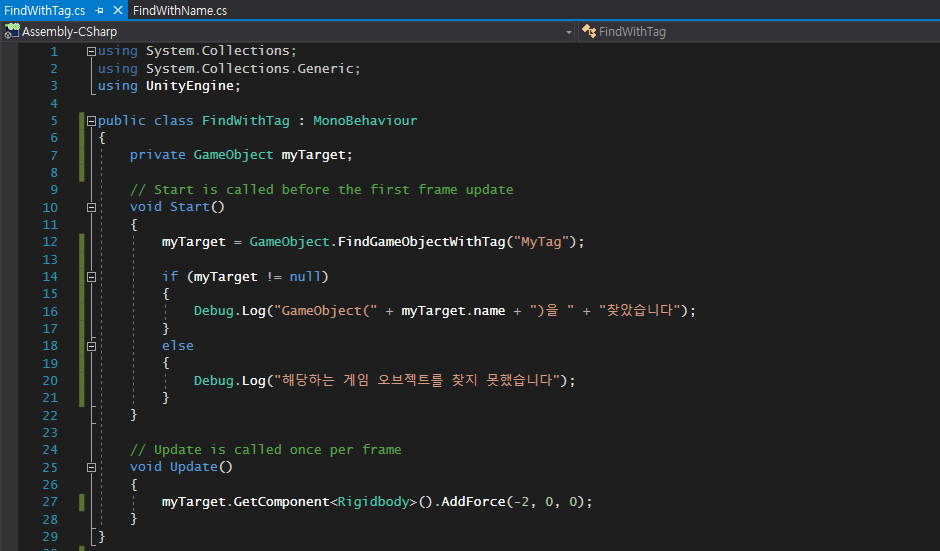 FindWithTag.cs FindWithName.cs
Assembly-CSharp FindWithTag
1 using System.Collections;
2 using System.Collections.Generic;
3 using UnityEngine;
4
5 public class FindWithTag : MonoBehaviour
6 {
7 private GameObject myTarget;
8
9 // Start is called before the first frame update
10 void Start()
11 {
12 myTarget = GameObject.FindGameObjectWithTag("MyTag");
13
14 if (myTarget != null)
15 {
16 Debug.Log("GameObject(" + myTarget.name + ")을 " + "찾았습니다");
17 }
18 else
19 {
20 Debug.Log("해당하는 게임 오브젝트를 찾지 못했습니다");
21 }
22 }
23
24 // Update is called once per frame
25 void Update()
26 {
27 myTarget.GetComponent<Rigidbody>().AddForce(-2, 0, 0);
28 }
29 }